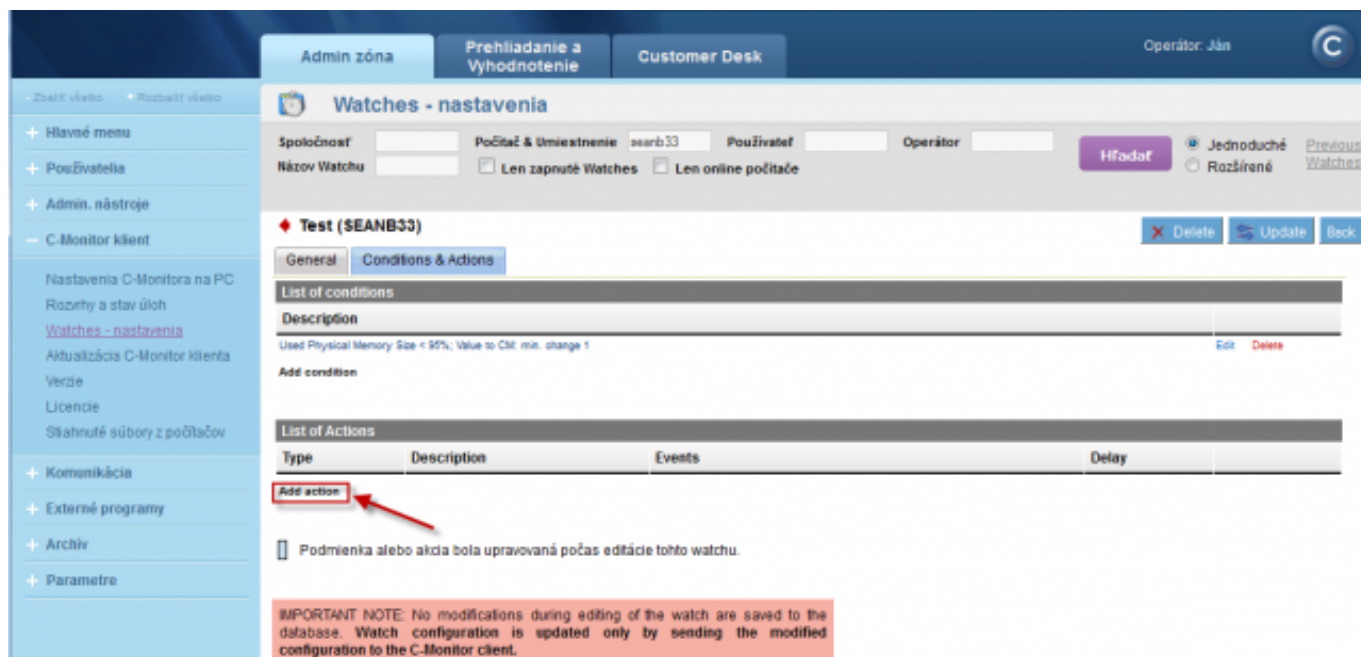 Admin zóna
Prehliadanie a
Vyhodnotenie
Customer Desk
Operátor: Ján
C
- Zbaliť všetko + Rozbaliť všetko
+ Hlavné menu
+ Používatelia
+ Admin. nástroje
− C-Monitor klient
Nastavenia C-Monitora na PC
Rozvrhy a stav úloh
Watches - nastavenia
Aktualizácia C-Monitor klienta
Verzie
Licencie
Stiahnuté súbory z počítačov
+ Komunikácia
+ Externé programy
+ Archív
+ Parametre
Watches - nastavenia
Spoločnosť Počítač & Umiestnenie seanb33 Používateľ Operátor
Názov Watchu Len zapnuté Watches Len online počítače
Hľadať
Jednoduché
Rozšírené
Previous
Watches
Test (SEANB33)
Delete Update Back
General Conditions & Actions
List of conditions
Description
Used Physical Memory Size < 95%; Value to CM: min. change 1 Edit Delete
Add condition
List of Actions
Type Description Events Delay
Add action
Podmienka alebo akcia bola upravovaná počas editácie tohto watchu.
IMPORTANT NOTE: No modifications during editing of the watch are saved to the
database. Watch configuration is updated only by sending the modified
configuration to the C-Monitor client.